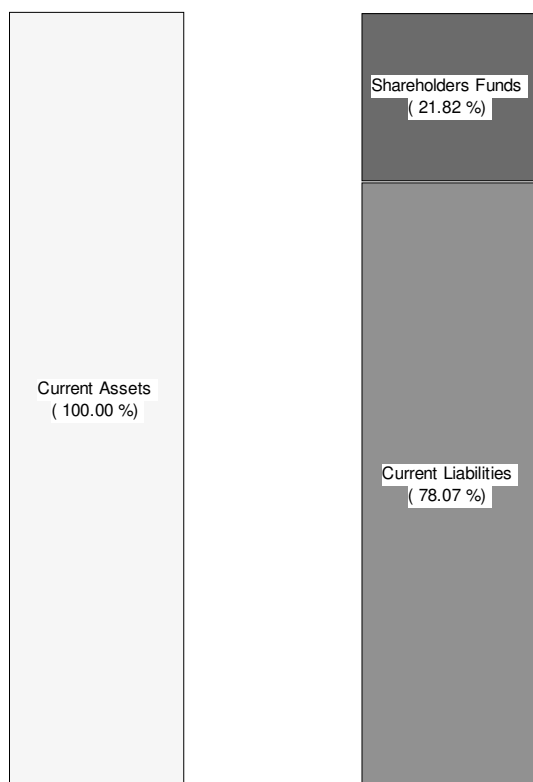 Shareholders Funds
( 21.82 %)
Current Assets
( 100.00 %)
Current Liabilities
( 78.07 %)